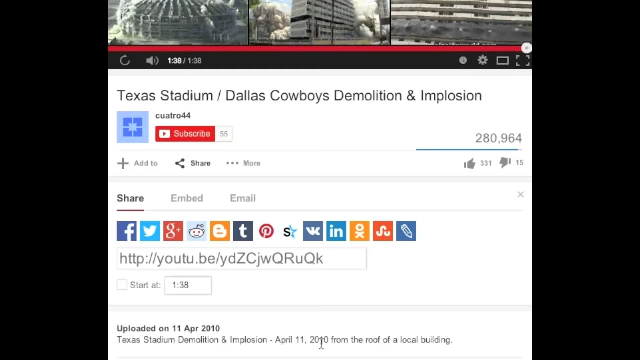 1:38 / 1:38
Texas Stadium / Dallas Cowboys Demolition & Implosion
cuatro44
Subscribe 55
280,964
Add to Share More 331 15
Share Embed Email
http://youtu.be/ydZCjwQRuQk
Start at: 1:38
Uploaded on 11 Apr 2010
Texas Stadium Demolition & Implosion - April 11, 2010 from the roof of a local building.